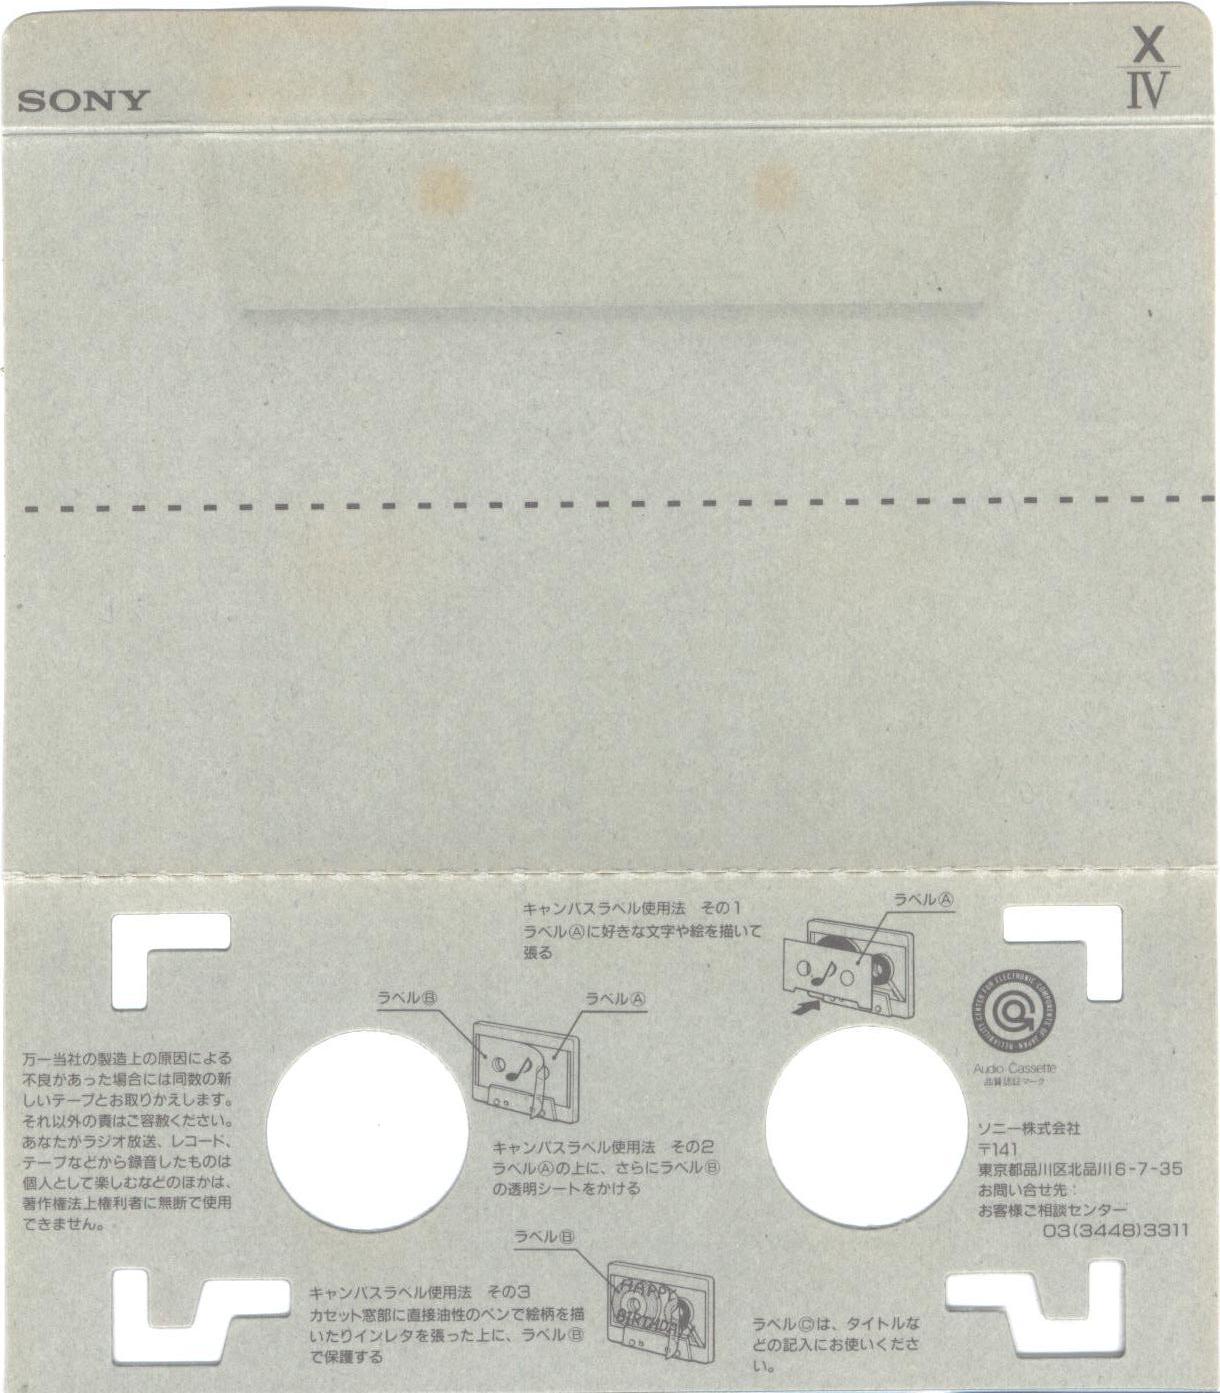 SONY
X
IV
キャンバスラベル使用法 その1
ラベルⒶに好きな文字や絵を描いて
張る
ラベルⒶ
ラベルⒷ
ラベルⒶ
RELIABILITY CENTER FOR ELECTRONIC COMPONENTS OF JAPAN
Audio Cassette
品質認証マーク
万一当社の製造上の原因による
不良があった場合には同数の新
しいテープとお取りかえします。
それ以外の責はご容赦ください。
あなたがラジオ放送、レコード、
テープなどから録音したものは
個人として楽しむなどのほかは、
著作権法上権利者に無断で使用
できません。
キャンバスラベル使用法 その2
ラベルⒶの上に、さらにラベルⒷ
の透明シートをかける
ソニー株式会社
〒141
東京都品川区北品川6-7-35
お問い合せ先：
お客様ご相談センター
03(3448)3311
ラベルⒷ
HAPPY
BIRTHDAY
キャンバスラベル使用法 その3
カセット窓部に直接油性のペンで絵柄を描
いたりインレタを張った上に、ラベルⒷ
で保護する
ラベルⒸは、タイトルな
どの記入にお使いくださ
い。